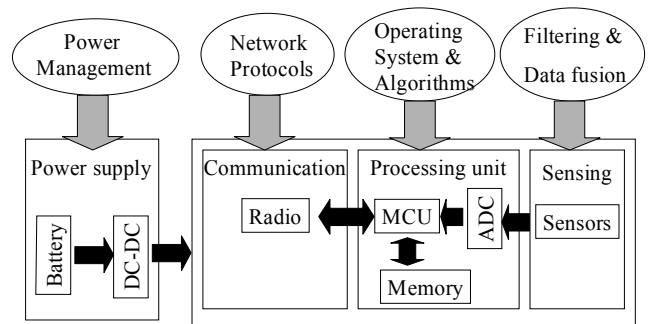 Power
Management
Network
Protocols
Operating
System &
Algorithms
Filtering &
Data fusion
Power supply
Communication
Processing unit
Sensing
Battery
DC-DC
Radio
MCU
ADC
Sensors
Memory